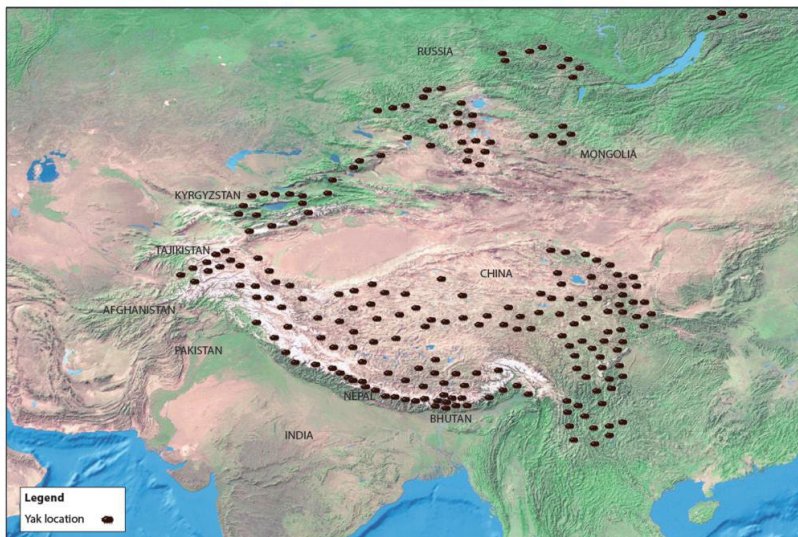 RUSSIA
MONGOLIA
KYRGYZSTAN
TAJIKISTAN
CHINA
AFGHANISTAN
PAKISTAN
NEPAL
BHUTAN
INDIA
Legend
Yak location